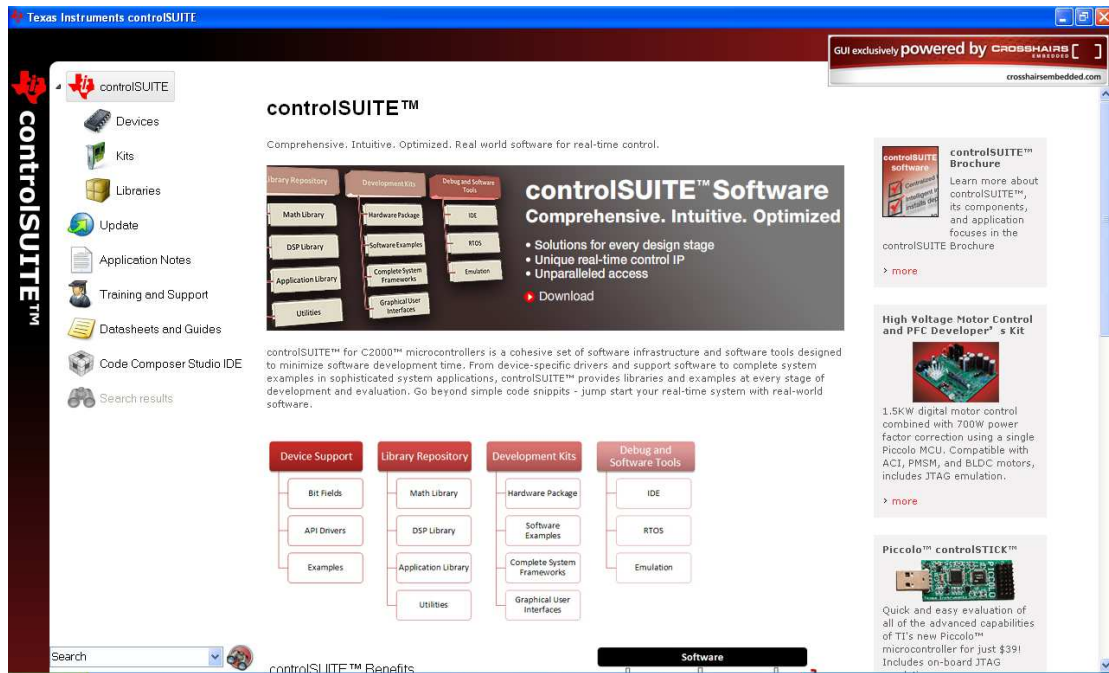 Texas Instruments controlSUITE
GUI exclusively powered by CROSSHAIRS
EMBEDDED
crosshairsembedded.com
controlSUITE™
controlSUITE
Devices
Kits
Libraries
Update
Application Notes
Training and Support
Datasheets and Guides
Code Composer Studio IDE
Search results
Search
controlSUITE™
Comprehensive. Intuitive. Optimized. Real world software for real-time control.
Library Repository
Math Library
DSP Library
Application Library
Utilities
Development Kits
Hardware Package
Software Examples
Complete System
Frameworks
Graphical User
Interfaces
Debug and Software
Tools
IDE
RTOS
Emulation
controlSUITE™ Software
Comprehensive. Intuitive. Optimized
• Solutions for every design stage
• Unique real-time control IP
• Unparalleled access
Download
controlSUITE™ for C2000™ microcontrollers is a cohesive set of software infrastructure and software tools designed
to minimize software development time. From device-specific drivers and support software to complete system
examples in sophisticated system applications, controlSUITE™ provides libraries and examples at every stage of
development and evaluation. Go beyond simple code snippits - jump start your real-time system with real-world
software.
Device Support
Bit Fields
API Drivers
Examples
Library Repository
Math Library
DSP Library
Application Library
Utilities
Development Kits
Hardware Package
Software
Examples
Complete System
Frameworks
Graphical User
Interfaces
Debug and
Software Tools
IDE
RTOS
Emulation
controlSUITE™ Benefits
Software
controlSUITE
software
controlSUITE™
Brochure
Learn more about
controlSUITE™,
its components,
and application
focuses in the
controlSUITE Brochure
› more
High Voltage Motor Control
and PFC Developer’s Kit
1.5KW digital motor control
combined with 700W power
factor correction using a single
Piccolo MCU. Compatible with
ACI, PMSM, and BLDC motors,
includes JTAG emulation.
› more
Piccolo™ controlSTICK™
PICCOLO
Quick and easy evaluation of
all of the advanced capabilities
of TI's new Piccolo™
microcontroller for just $39!
Includes on-board JTAG